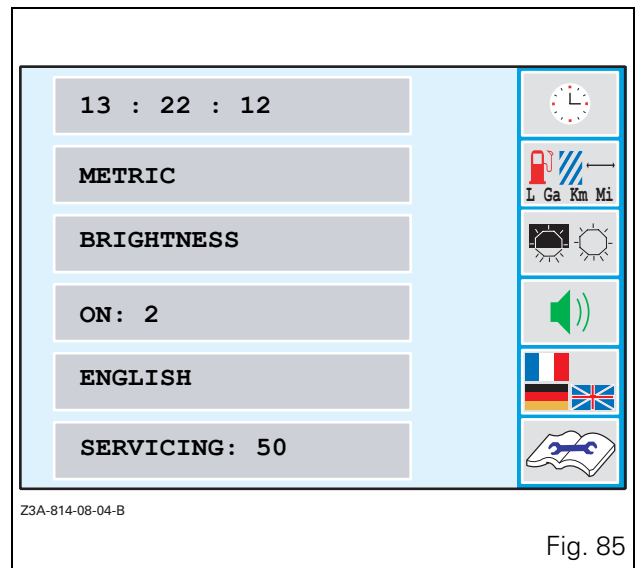 13 : 22 : 12
METRIC
L Ga Km Mi
BRIGHTNESS
ON: 2
ENGLISH
SERVICING: 50
Z3A-814-08-04-B
Fig. 85